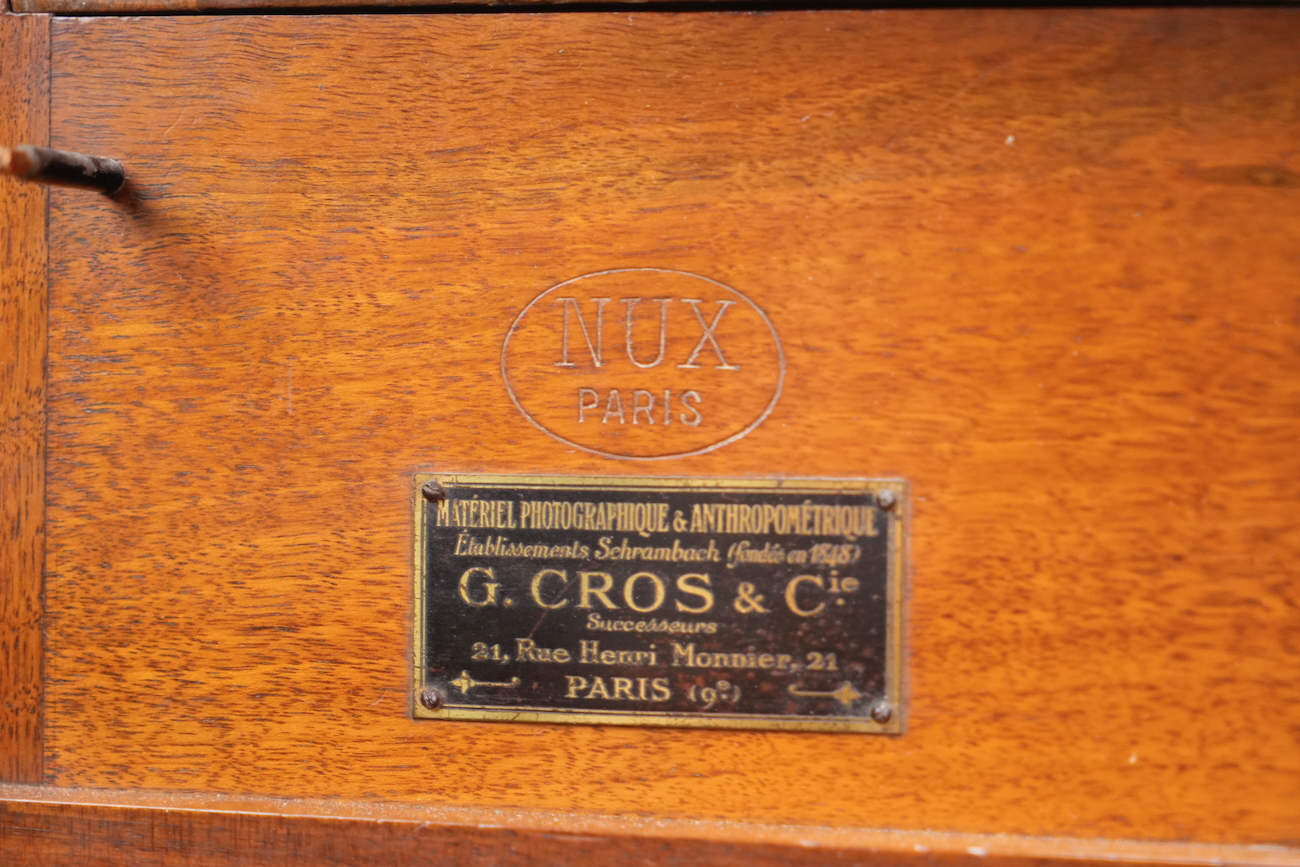 NUX
PARIS
MATÉRIEL PHOTOGRAPHIQUE & ANTHROPOMÉTRIQUE
Établissements Schrambach (fondés en 1848)
G. CROS & Cie
Successeurs
21, Rue Henri Monnier, 21
PARIS (9e)